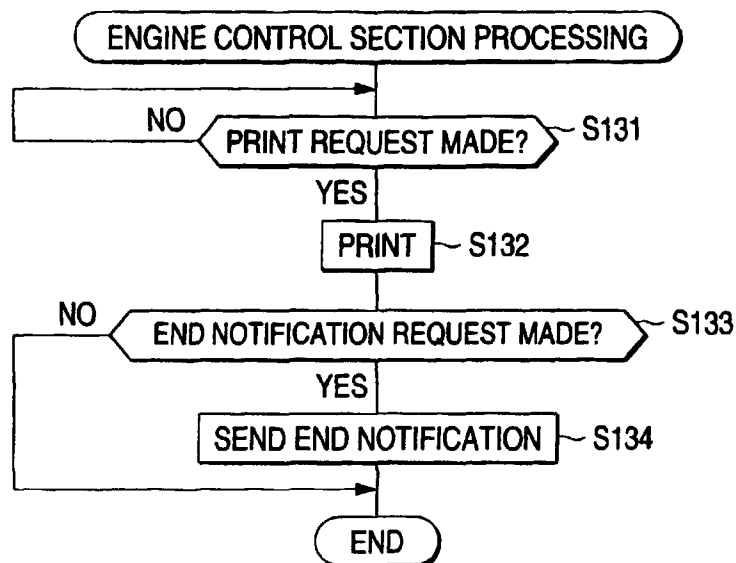 ENGINE CONTROL SECTION PROCESSING
NO
PRINT REQUEST MADE?
S131
YES
PRINT
S132
NO
END NOTIFICATION REQUEST MADE?
S133
YES
SEND END NOTIFICATION
S134
END